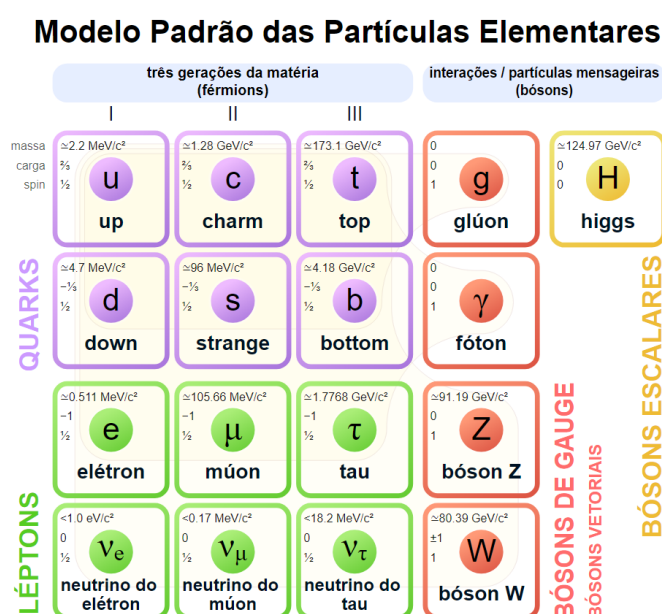 Modelo Padrão das Partículas Elementares
três gerações da matéria
(férmions)
interações / partículas mensageiras
(bósons)
I
II
III
massa
carga
spin
≃2.2 MeV/c²
⅔
½
u
up
≃1.28 GeV/c²
⅔
½
c
charm
≃173.1 GeV/c²
⅔
½
t
top
0
0
1
g
glúon
≃124.97 GeV/c²
0
0
H
higgs
QUARKS
≃4.7 MeV/c²
−⅓
½
d
down
≃96 MeV/c²
−⅓
½
s
strange
≃4.18 GeV/c²
−⅓
½
b
bottom
0
0
1
γ
fóton
≃0.511 MeV/c²
−1
½
e
elétron
≃105.66 MeV/c²
−1
½
μ
múon
≃1.7768 GeV/c²
−1
½
τ
tau
≃91.19 GeV/c²
0
1
Z
bóson Z
LÉPTONS
<1.0 eV/c²
0
½
νe
neutrino do
elétron
<0.17 MeV/c²
0
½
νμ
neutrino do
múon
<18.2 MeV/c²
0
½
ντ
neutrino do
tau
≃80.39 GeV/c²
±1
1
W
bóson W
BÓSONS DE GAUGE
BÓSONS VETORIAIS
BÓSONS ESCALARES